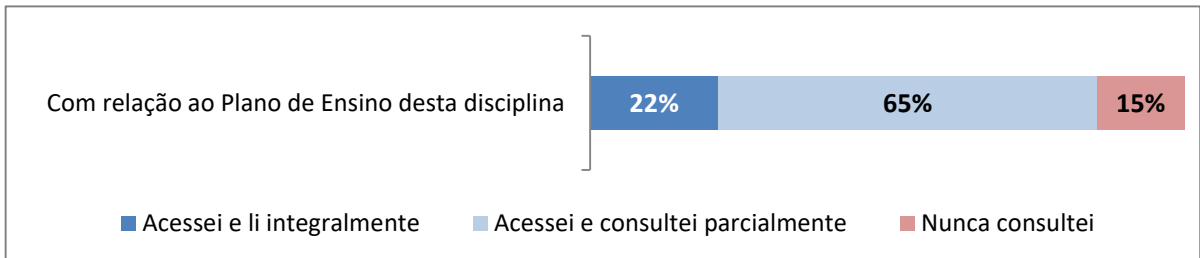 Com relação ao Plano de Ensino desta disciplina 22% 65% 15%
Acessei e li integralmente Acessei e consultei parcialmente Nunca consultei